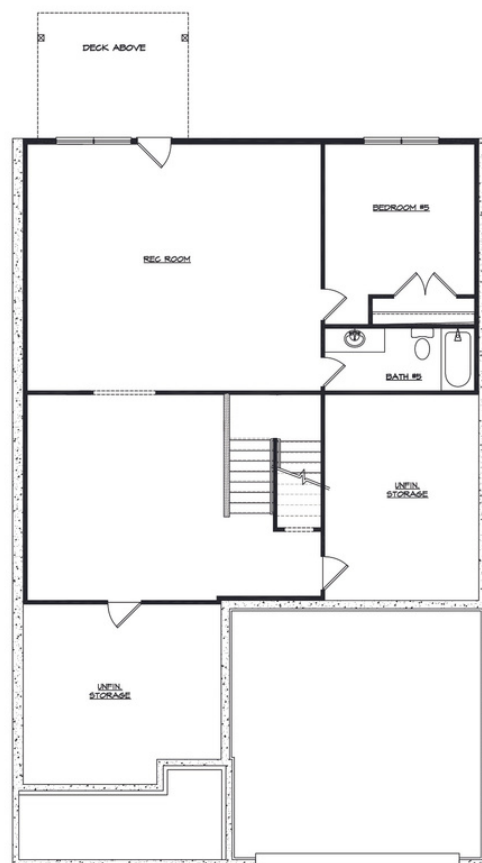 DECK ABOVE
BEDROOM #5
REC ROOM
BATH #5
UNFIN.
STORAGE
UNFIN.
STORAGE